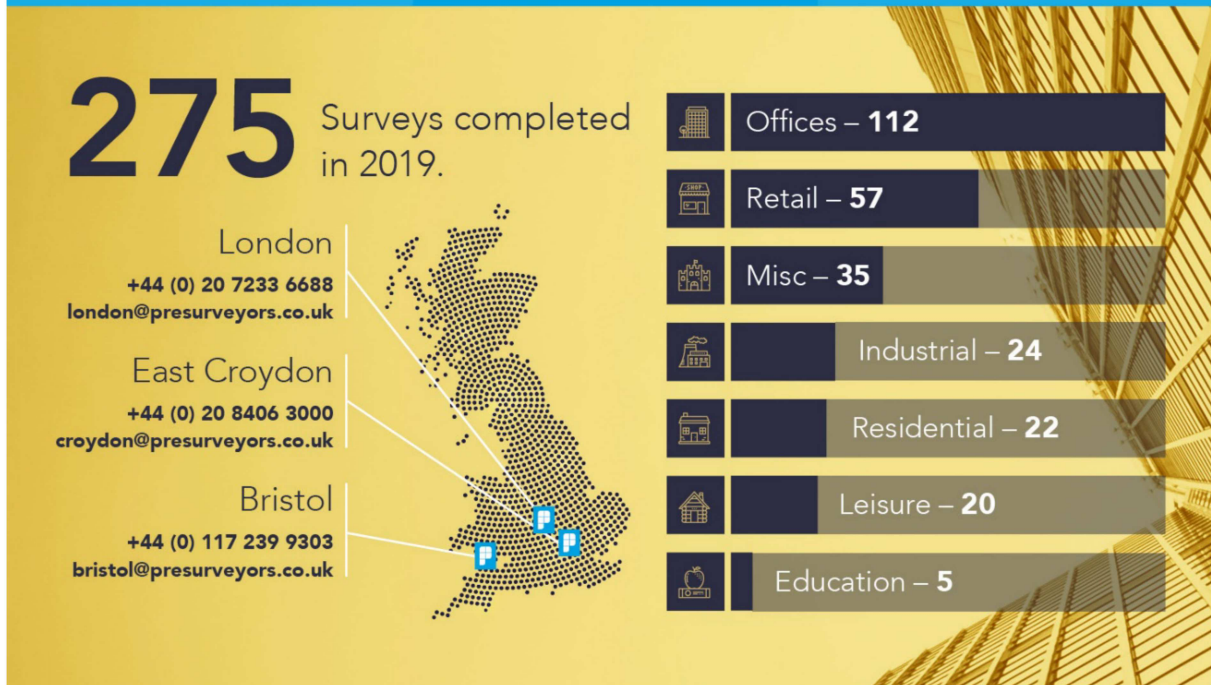 275
Surveys completed
in 2019.
London
+44 (0) 20 7233 6688
london@presurveyors.co.uk
East Croydon
+44 (0) 20 8406 3000
croydon@presurveyors.co.uk
Bristol
+44 (0) 117 239 9303
bristol@presurveyors.co.uk
P
P
P
Offices – 112
SHOP
Retail – 57
Misc – 35
Industrial – 24
Residential – 22
Leisure – 20
Education – 5